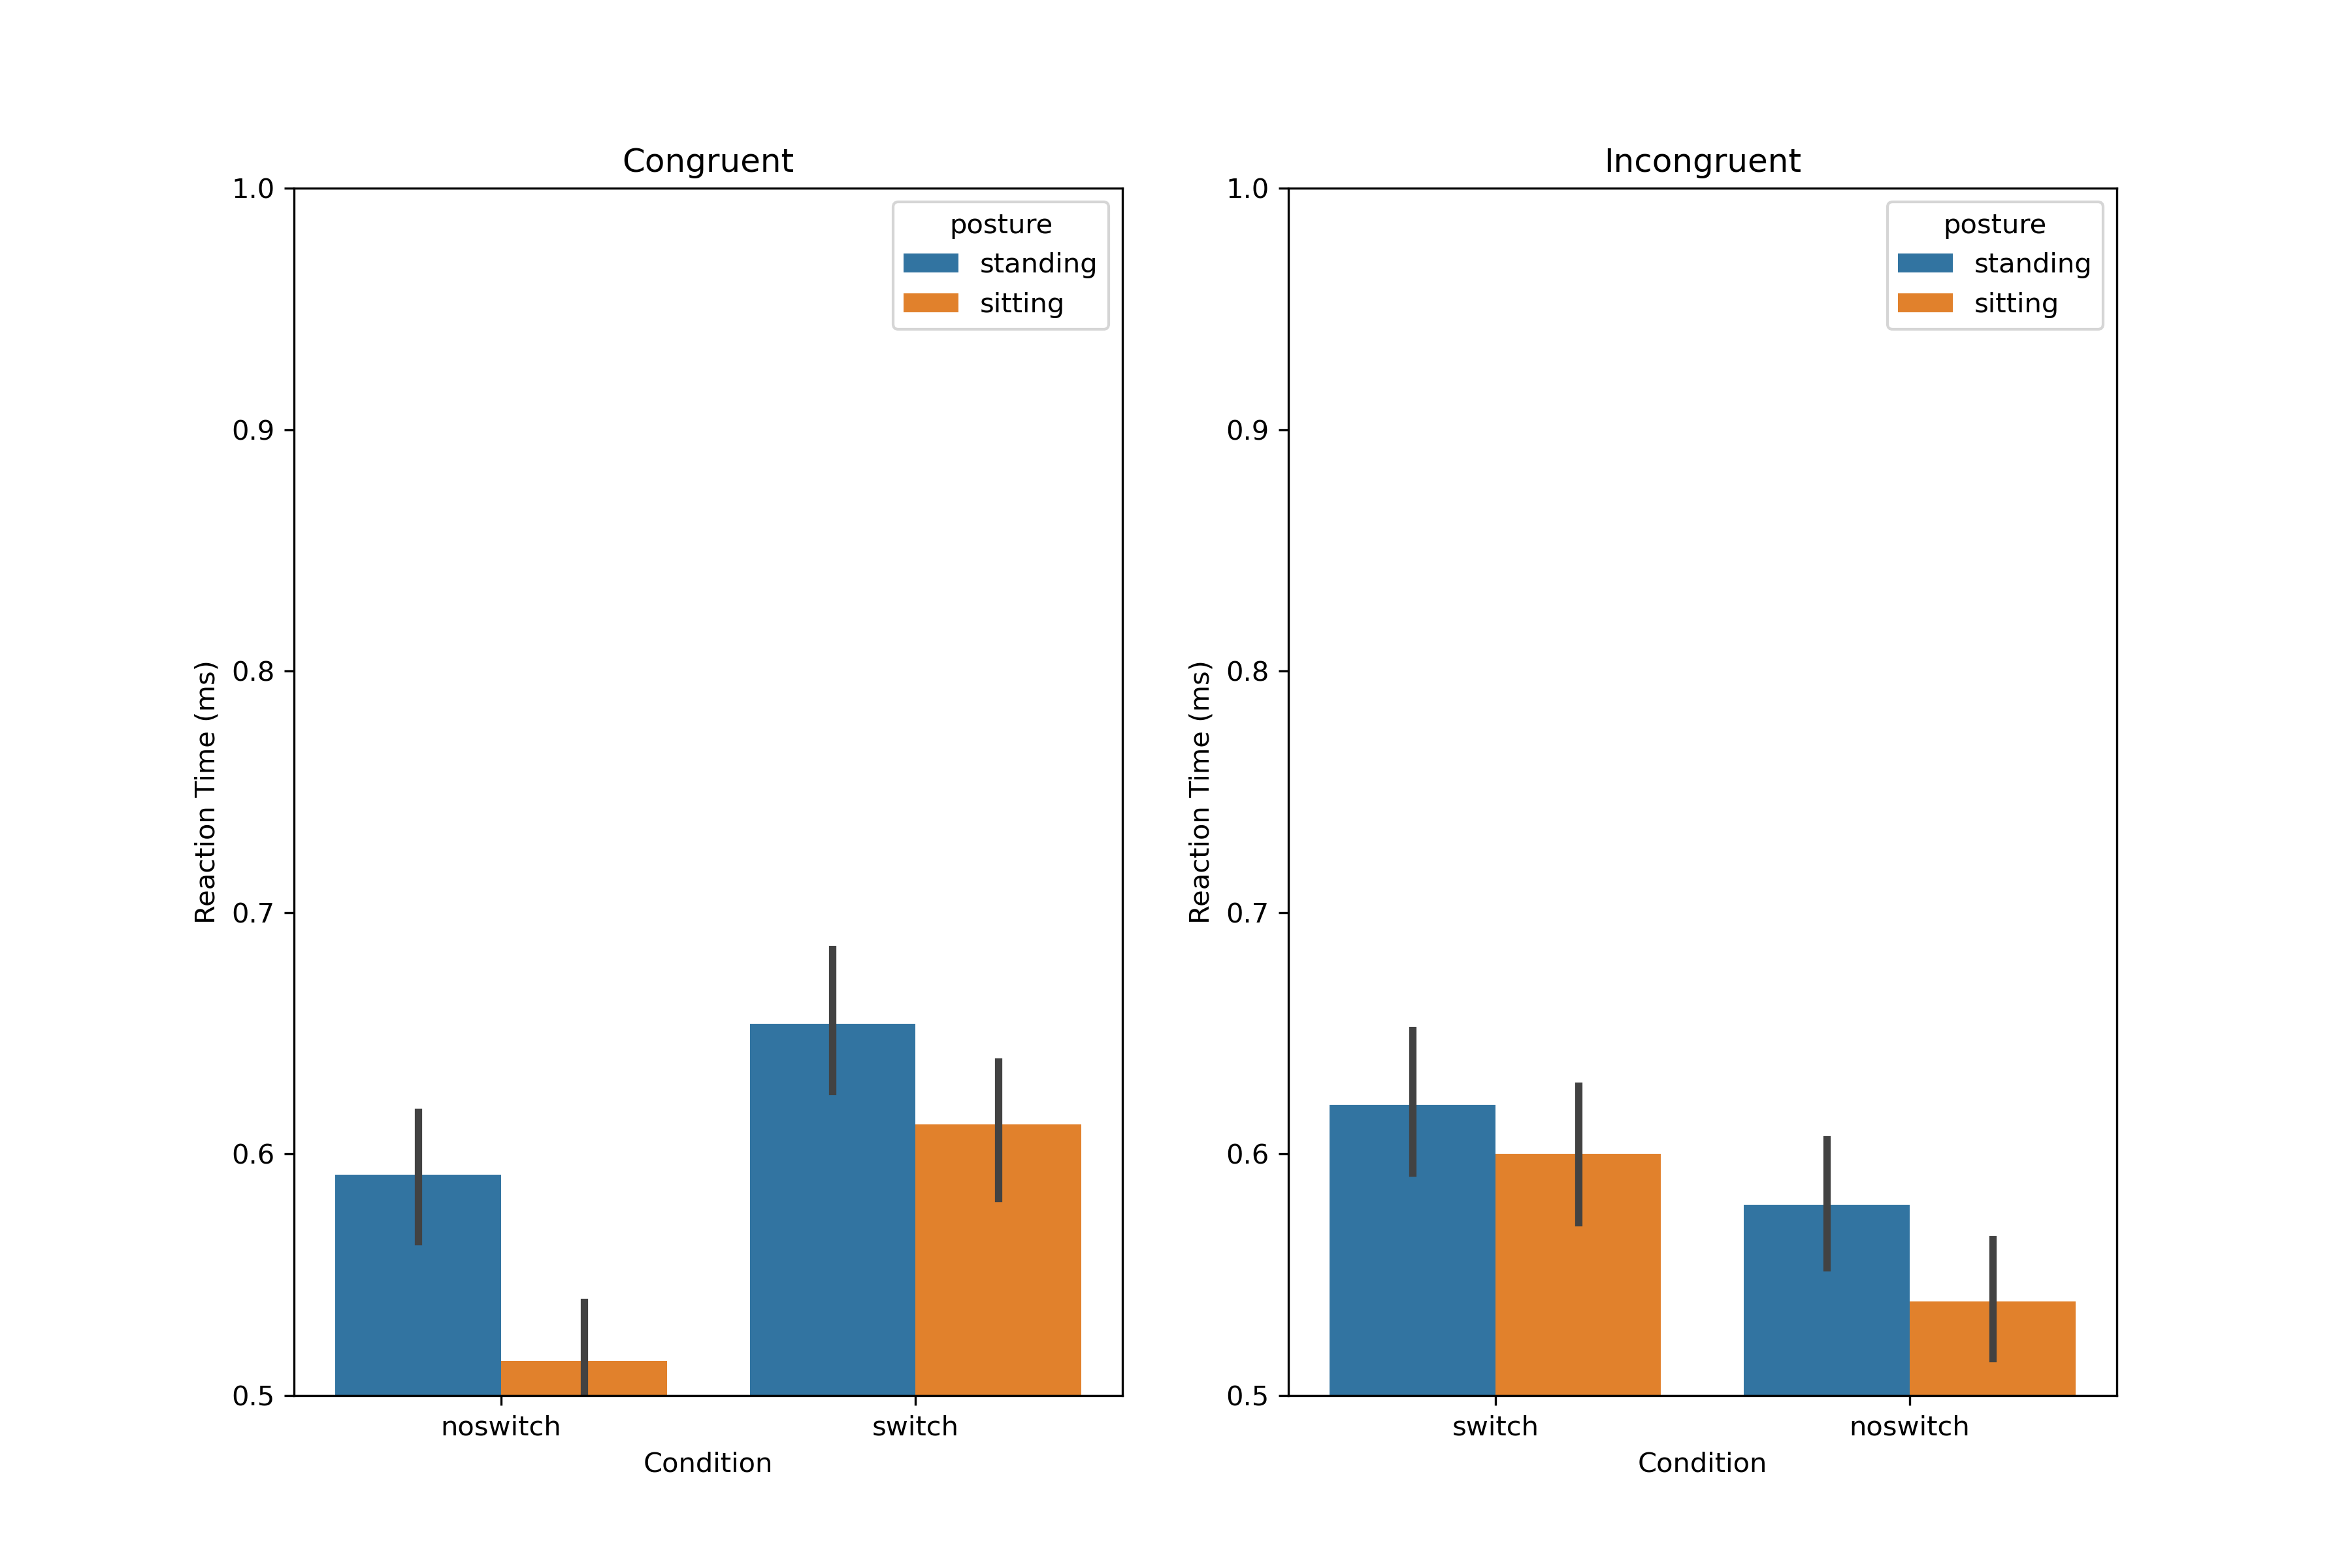 Congruent
1.0
0.9
0.8
0.7
0.6
0.5
Reaction Time (ms)
posture
standing
sitting
noswitch
switch
Condition
Incongruent
1.0
0.9
0.8
0.7
0.6
0.5
Reaction Time (ms)
posture
standing
sitting
switch
noswitch
Condition